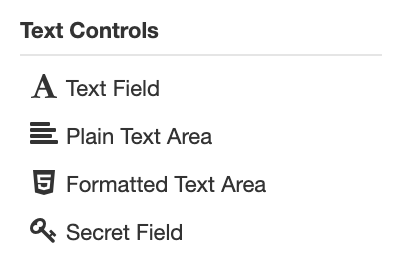 Text Controls
Text Field
Plain Text Area
Formatted Text Area
Secret Field